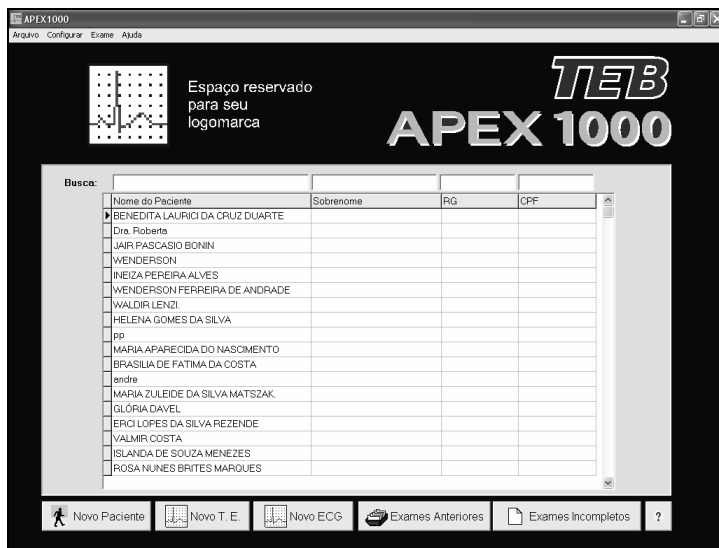 APEX1000
Arquivo Configurar Exame Ajuda
Espaço reservado
para seu
logomarca
TEB
APEX 1000
Busca:
Nome do Paciente Sobrenome RG CPF
BENEDITA LAURICI DA CRUZ DUARTE
Dra. Roberta
JAIR PASCASIO BONIN
WENDERSON
INEIZA PEREIRA ALVES
WENDERSON FERREIRA DE ANDRADE
WALDIR LENZI.
HELENA GOMES DA SILVA
pp
MARIA APARECIDA DO NASCIMENTO
BRASILIA DE FATIMA DA COSTA
andre
MARIA ZULEIDE DA SILVA MATSZAK.
GLÓRIA DAVEL
ERCI LOPES DA SILVA REZENDE
VALMIR COSTA
ISLANDA DE SOUZA MENEZES
ROSA NUNES BRITES MARQUES
Novo Paciente Novo T. E. Novo ECG Exames Anteriores Exames Incompletos ?